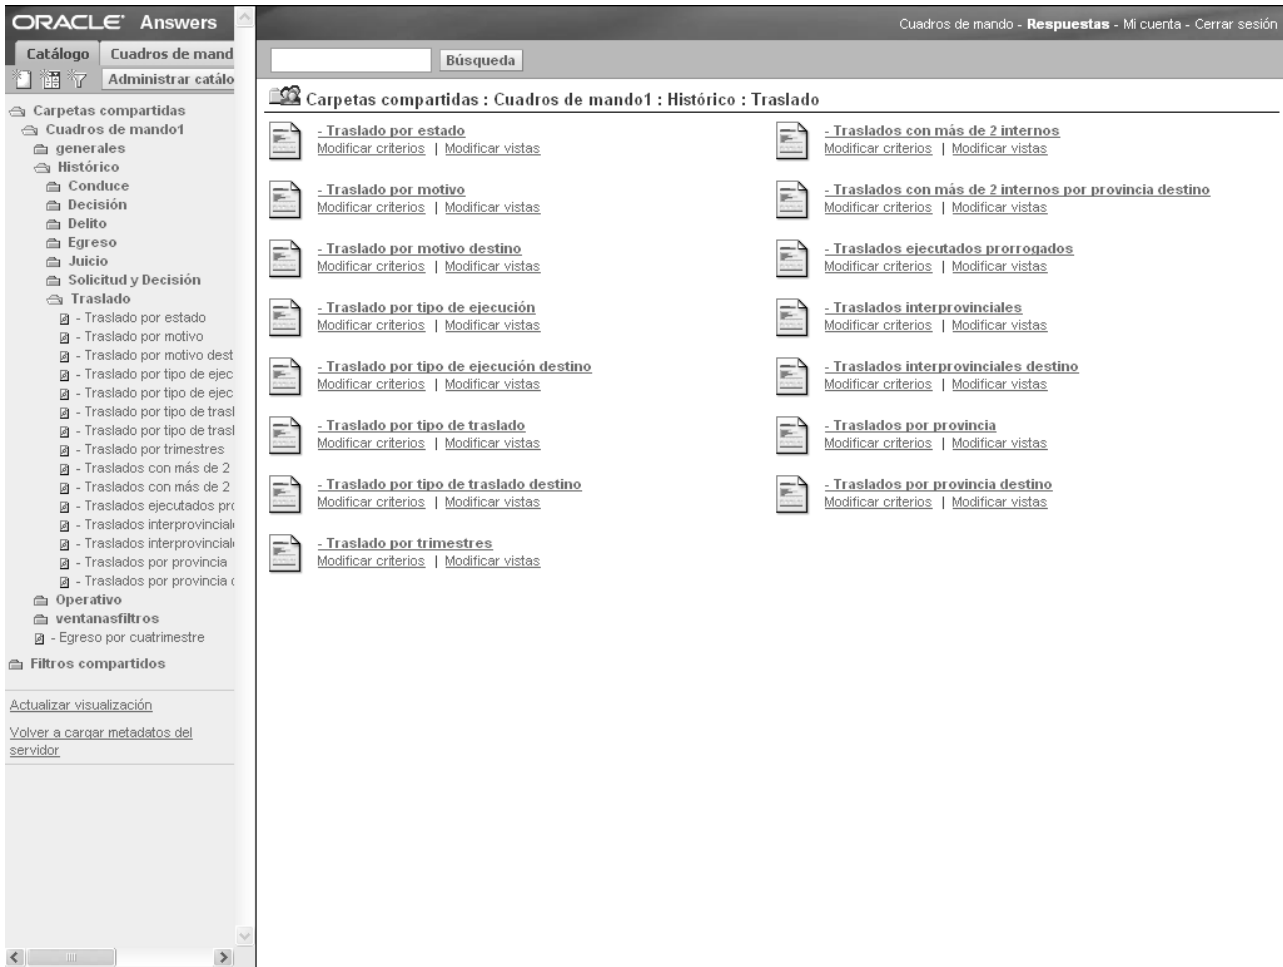 ORACLE Answers
Cuadros de mando - Respuestas - Mi cuenta - Cerrar sesión
Catálogo
Cuadros de mand
Administrar catálo
Carpetas compartidas
Cuadros de mando1
generales
Histórico
Conduce
Decisión
Delito
Egreso
Juicio
Solicitud y Decisión
Traslado
- Traslado por estado
- Traslado por motivo
- Traslado por motivo dest
- Traslado por tipo de ejec
- Traslado por tipo de ejec
- Traslado por tipo de trasl
- Traslado por tipo de trasl
- Traslado por trimestres
- Traslados con más de 2
- Traslados con más de 2
- Traslados ejecutados pro
- Traslados interprovinciale
- Traslados interprovinciale
- Traslados por provincia
- Traslados por provincia d
Operativo
ventanasfiltros
- Egreso por cuatrimestre
Filtros compartidos
Actualizar visualización
Volver a cargar metadatos del
servidor
Búsqueda
Carpetas compartidas : Cuadros de mando1 : Histórico : Traslado
- Traslado por estado
Modificar criterios | Modificar vistas
- Traslado por motivo
Modificar criterios | Modificar vistas
- Traslado por motivo destino
Modificar criterios | Modificar vistas
- Traslado por tipo de ejecución
Modificar criterios | Modificar vistas
- Traslado por tipo de ejecución destino
Modificar criterios | Modificar vistas
- Traslado por tipo de traslado
Modificar criterios | Modificar vistas
- Traslado por tipo de traslado destino
Modificar criterios | Modificar vistas
- Traslado por trimestres
Modificar criterios | Modificar vistas
- Traslados con más de 2 internos
Modificar criterios | Modificar vistas
- Traslados con más de 2 internos por provincia destino
Modificar criterios | Modificar vistas
- Traslados ejecutados prorrogados
Modificar criterios | Modificar vistas
- Traslados interprovinciales
Modificar criterios | Modificar vistas
- Traslados interprovinciales destino
Modificar criterios | Modificar vistas
- Traslados por provincia
Modificar criterios | Modificar vistas
- Traslados por provincia destino
Modificar criterios | Modificar vistas